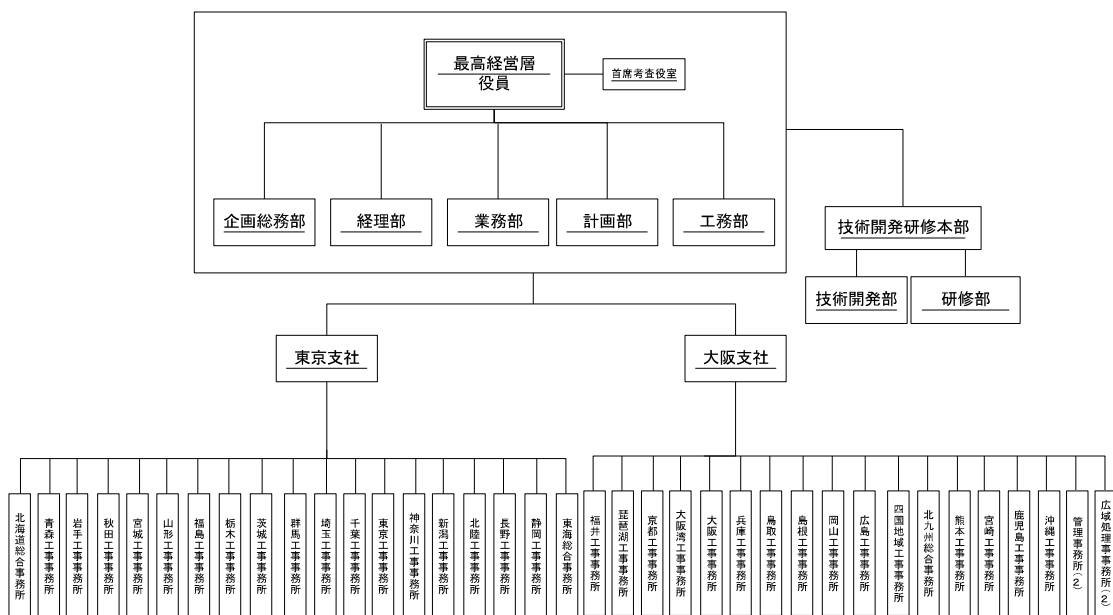 最高経営層
役員
首席考査役室
企画総務部
経理部
業務部
計画部
工務部
技術開発研修本部
技術開発部
研修部
東京支社
大阪支社
北海道総合事務所
青森工事事務所
岩手工事事務所
秋田工事事務所
宮城工事事務所
山形工事事務所
福島工事事務所
栃木工事事務所
茨城工事事務所
群馬工事事務所
埼玉工事事務所
千葉工事事務所
東京工事事務所
神奈川工事事務所
新潟工事事務所
北陸工事事務所
長野工事事務所
静岡工事事務所
東海総合事務所
福井工事事務所
琵琶湖工事事務所
京都工事事務所
大阪湾工事事務所
大阪工事事務所
兵庫工事事務所
鳥取工事事務所
島根工事事務所
岡山工事事務所
広島工事事務所
四国地域工事事務所
北九州総合事務所
熊本工事事務所
宮崎工事事務所
鹿児島工事事務所
沖縄工事事務所
管理事務所(2)
広域処理事務所(2)